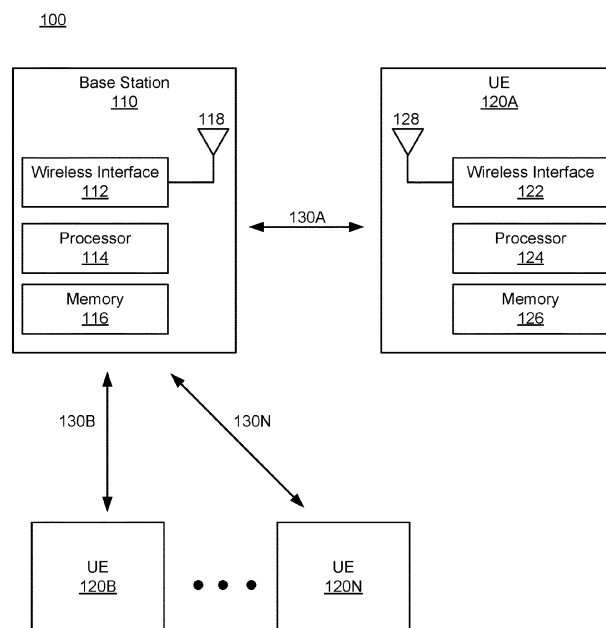 100
Base Station
110
118
Wireless Interface
112
Processor
114
Memory
116
UE
120A
128
Wireless Interface
122
Processor
124
Memory
126
130A
130B
130N
UE
120B
UE
120N